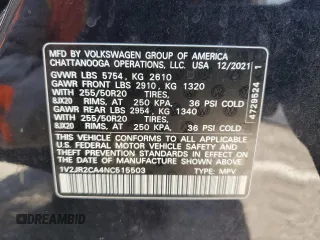 MFD BY VOLKSWAGEN GROUP OF AMERICA
CHATTANOOGA OPERATIONS, LLC. USA 12/2021
GVWR LBS 5754, KG 2610
GAWR FRONT LBS 2910, KG 1320
WITH 255/50R20 TIRES,
8JX20 RIMS, AT 250 KPA, 36 PSI COLD
GAWR REAR LBS 2954, KG 1340
WITH 255/50R20 TIRES,
8JX20 RIMS, AT 250 KPA, 36 PSI COLD
THIS VEHICLE CONFORMS TO ALL APPLICABLE
FEDERAL MOTOR VEHICLE SAFETY AND
THEFT PREVENTION STANDARDS IN EFFECT ON
THE DATE OF MANUFACTURE SHOWN ABOVE.
1V2JR2CA4NC515503 TYPE: MPV
4729524 1
DREAMBID